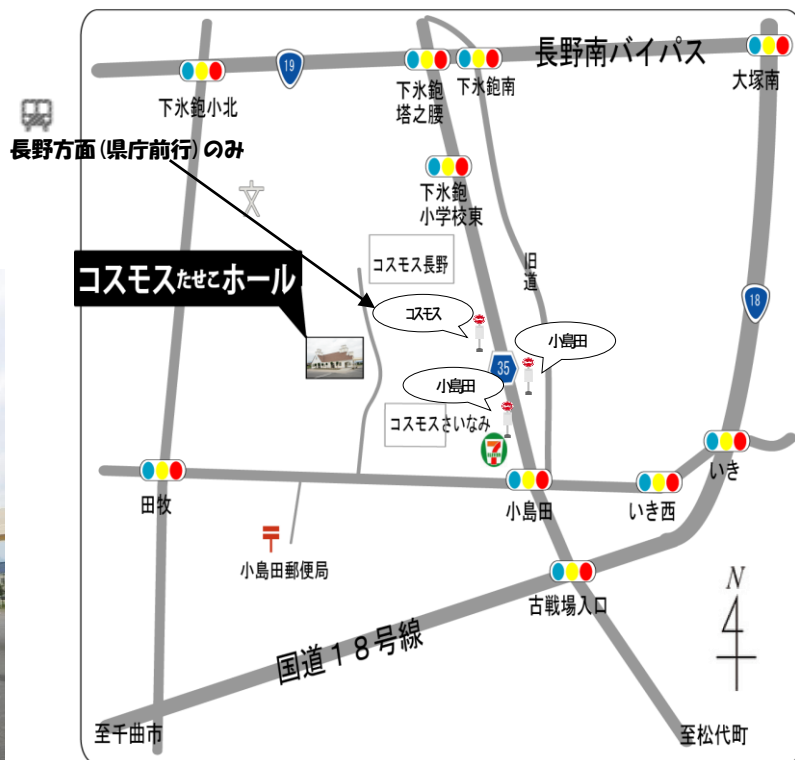 長野南バイパス
19
大塚南
下氷鉋小北
下氷鉋
塔之腰
下氷鉋南
長野方面(県庁前行)のみ
下氷鉋
小学校東
旧
道
コスモス長野
コスモスたせこホール
コスモス
小島田
18
35
小島田
コスモスさいなみ
7
田牧
小島田
いき西
いき
小島田郵便局
古戦場入口
N
国道18号線
至千曲市
至松代町